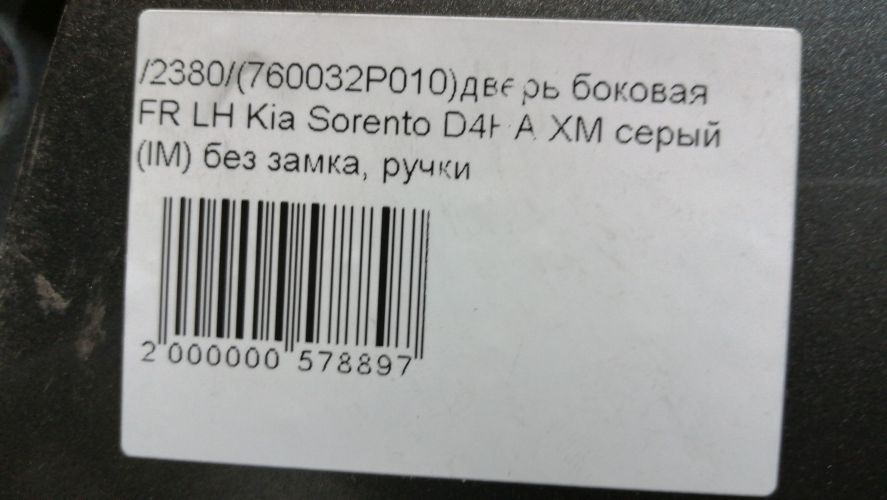 /2380/(760032P010)дверь боковая
FR LH Kia Sorento D4HA XM серый
(IM) без замка, ручки
2 000000 578897